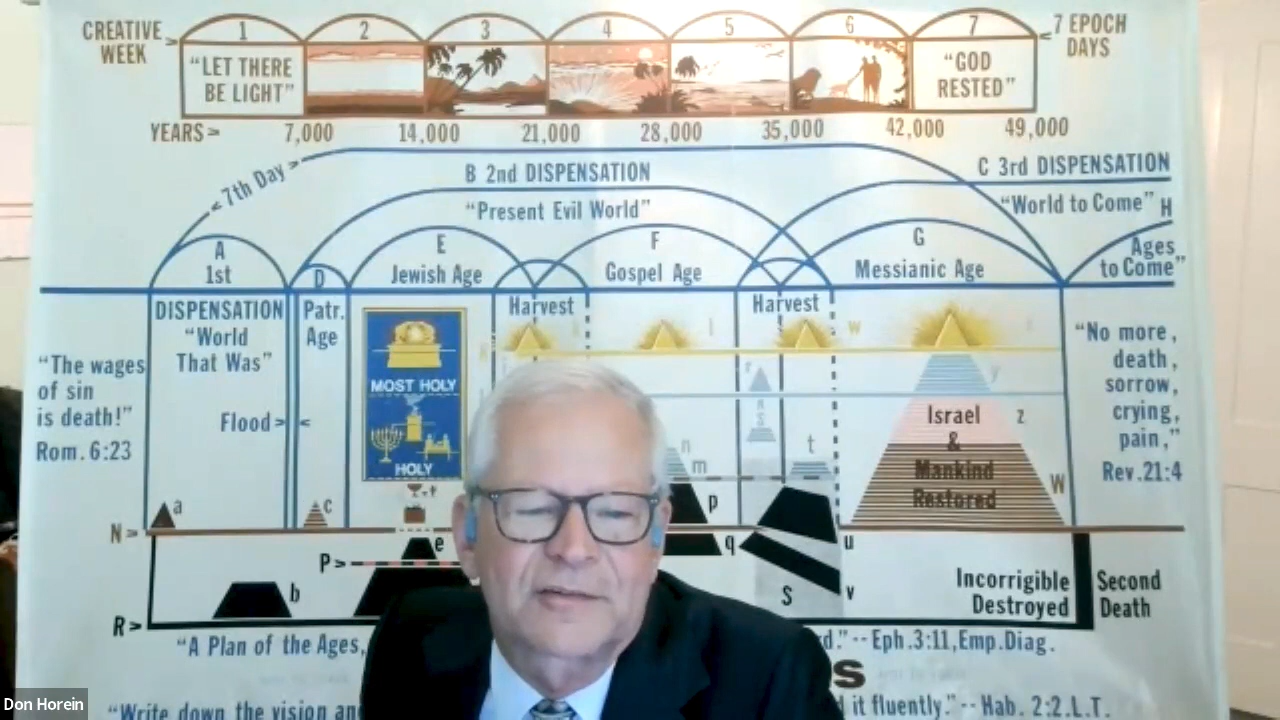 CREATIVE WEEK >
1 2 3 4 5 6 7
< 7 EPOCH DAYS
"LET THERE BE LIGHT"
"GOD RESTED"
YEARS > 7,000 14,000 21,000 28,000 35,000 42,000 49,000
< 7th Day >
B 2nd DISPENSATION
C 3rd DISPENSATION
"Present Evil World"
"World to Come" H
A
1st
D
E
Jewish Age
F
Gospel Age
G
Messianic Age
Ages
to Come"
DISPENSATION
"World
That Was"
Patr.
Age
Harvest
Harvest
"The wages
of sin
is death!"
Rom. 6:23
Flood > <
MOST HOLY
HOLY
"No more,
death,
sorrow,
crying,
pain,"
Rev.21:4
Israel
&
Mankind
Restored
w
y
z
W
r
n
m
t
a
c
p
N >
e
q
u
P >
b
S
v
R >
Incorrigible
Destroyed
Second
Death
"A Plan of the Ages, rd." -- Eph.3:11,Emp.Diag.
S
"Write down the vision an d it fluently." -- Hab. 2:2.L.T.
Don Horein